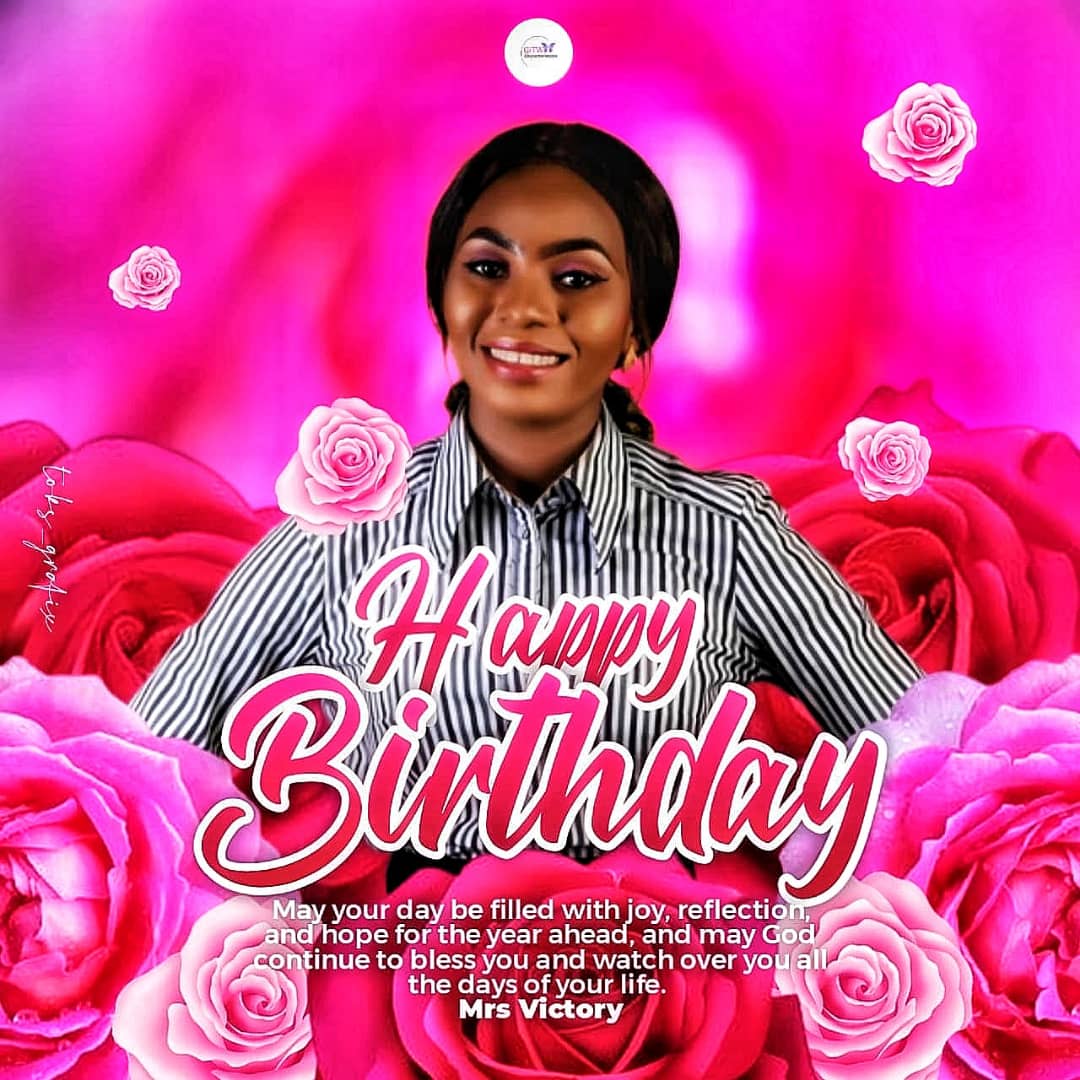 Happy
Birthday
May your day be filled with joy, reflection,
and hope for the year ahead, and may God
continue to bless you and watch over you all
the days of your life.
Mrs Victory
toks_grafix